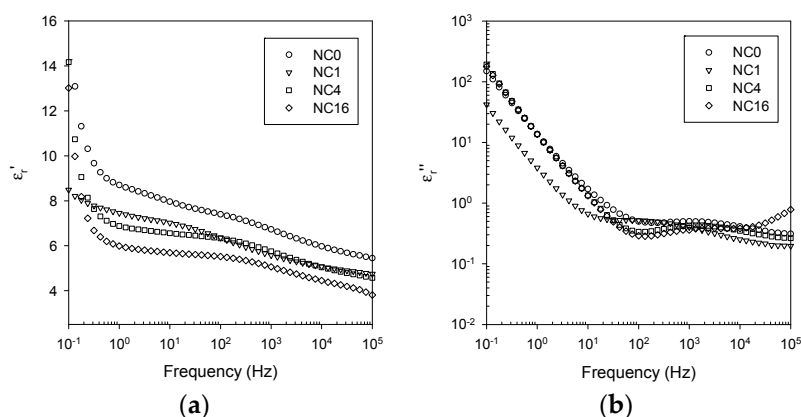 16
14
12
10
8
6
4
εr'
10-1 100 101 102 103 104 105
Frequency (Hz)
NC0
NC1
NC4
NC16
(a)
103
102
101
100
10-1
10-2
εr''
10-1 100 101 102 103 104 105
Frequency (Hz)
NC0
NC1
NC4
NC16
(b)